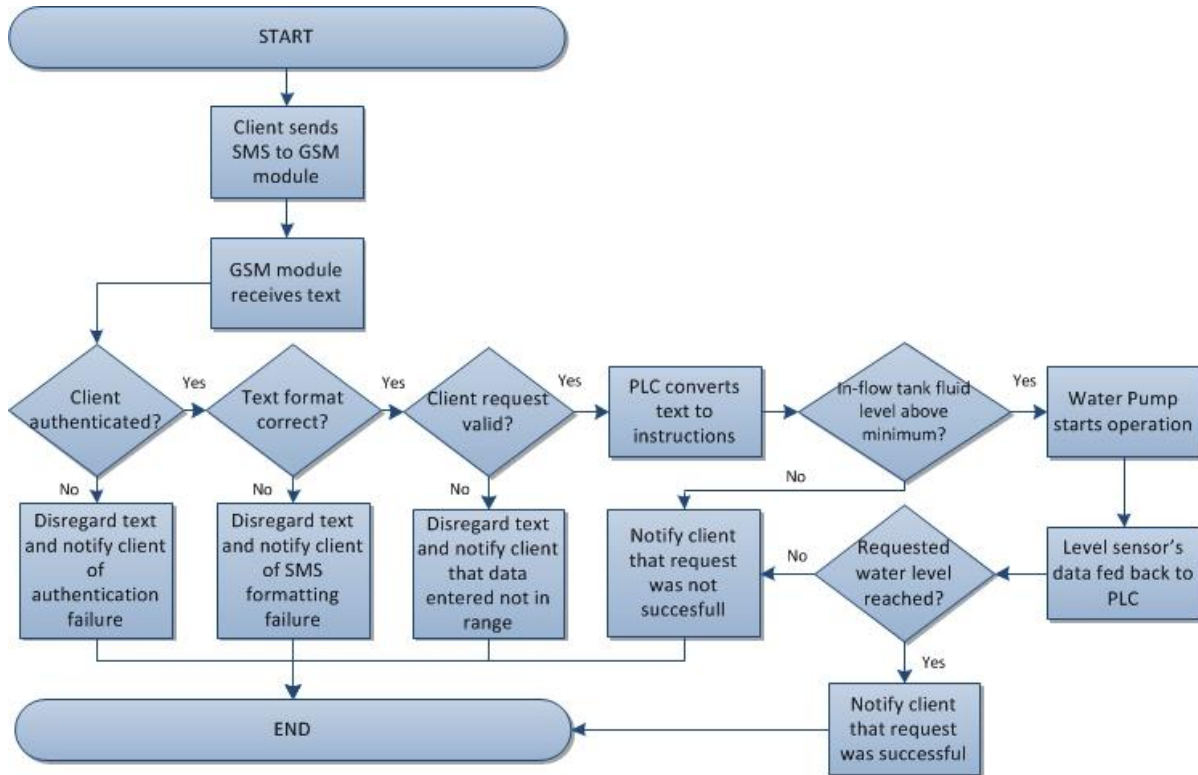 START
Client sends
SMS to GSM
module
GSM module
receives text
Client
authenticated?
Yes
Text format
correct?
Yes
Client request
valid?
Yes
PLC converts
text to
instructions
In-flow tank fluid
level above
minimum?
Yes
Water Pump
starts operation
No
No
No
No
Disregard text
and notify client
of
authentication
failure
Disregard text
and notify client
of SMS
formatting
failure
Disregard text
and notify client
that data
entered not in
range
Notify client
that request
was not
succesfull
No
Requested
water level
reached?
Level sensor's
data fed back to
PLC
Yes
Notify client
that request
was successful
END